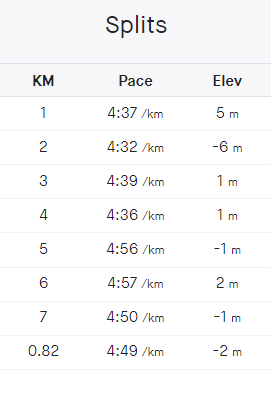 Splits
KM Pace Elev
1 4:37 /km 5 m
2 4:32 /km -6 m
3 4:39 /km 1 m
4 4:36 /km 1 m
5 4:56 /km -1 m
6 4:57 /km 2 m
7 4:50 /km -1 m
0.82 4:49 /km -2 m